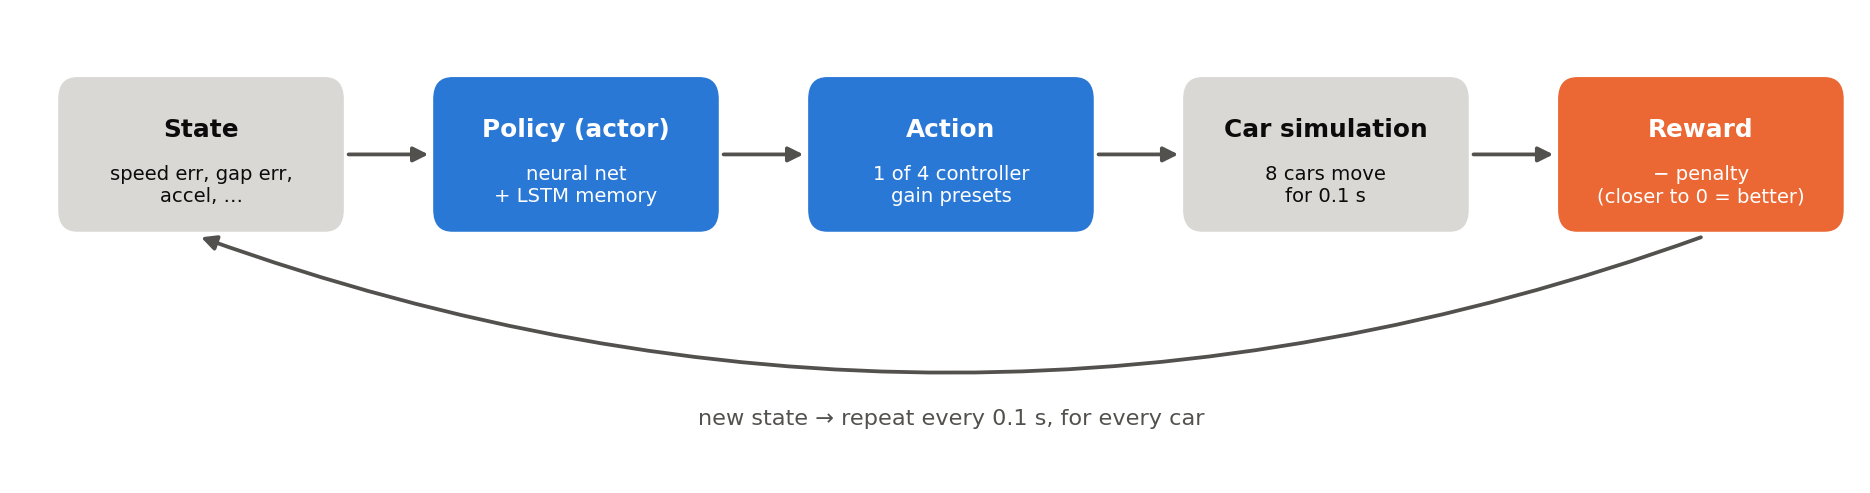 State
speed err, gap err,
accel, ...
Policy (actor)
neural net
+ LSTM memory
Action
1 of 4 controller
gain presets
Car simulation
8 cars move
for 0.1 s
Reward
− penalty
(closer to 0 = better)
new state → repeat every 0.1 s, for every car